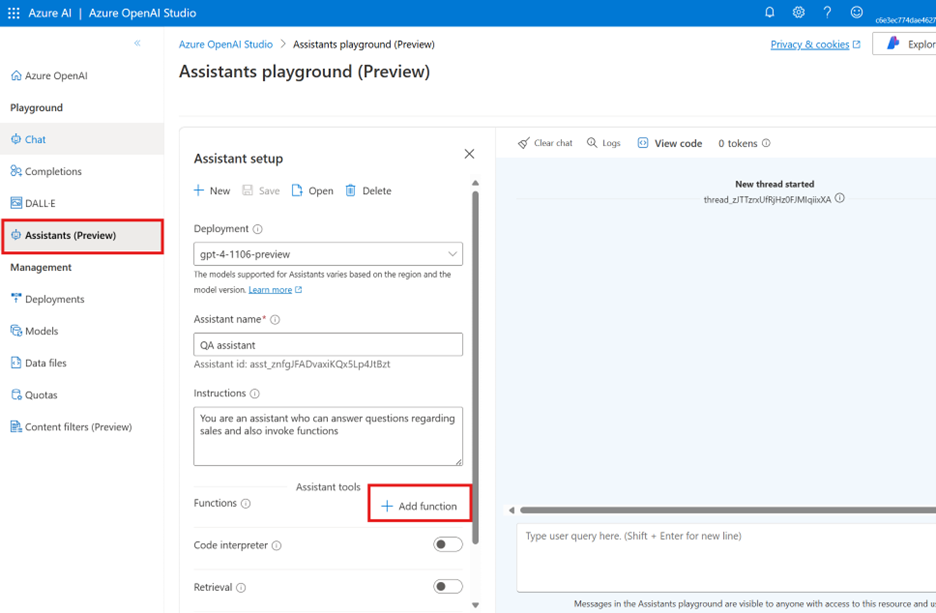 Azure AI | Azure OpenAI Studio
Azure OpenAI Studio > Assistants playground (Preview)
Privacy & cookies
Assistants playground (Preview)
Azure OpenAI
Playground
Chat
Completions
DALL·E
Assistants (Preview)
Management
Deployments
Models
Data files
Quotas
Content filters (Preview)
Assistant setup
New Save Open Delete
Deployment
gpt-4-1106-preview
The models supported for Assistants varies based on the region and the
model version. Learn more
Assistant name*
QA assistant
Assistant id: asst_znfgJFADvaxiKQx5Lp4JtBzt
Instructions
You are an assistant who can answer questions regarding
sales and also invoke functions
Assistant tools
Functions
Add function
Code interpreter
Retrieval
Clear chat Logs View code 0 tokens
New thread started
Type user query here. (Shift + Enter for new line)
Messages in the Assistants playground are visible to anyone with access to this resource and